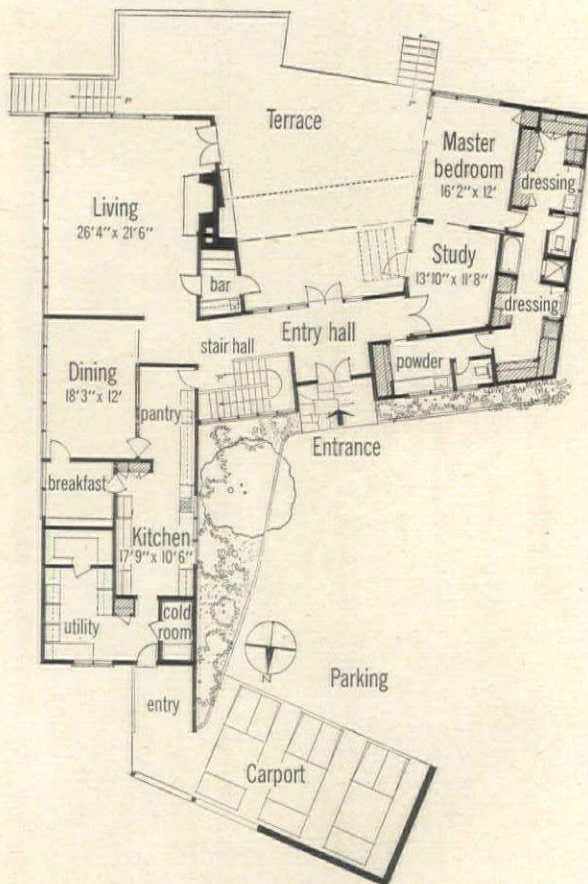 Terrace
Master
bedroom
16'2" x 12'
dressing
Living
26'4" x 21'6"
Study
13'10" x 11'8"
bar
dressing
Entry hall
stair hall
powder
Dining
18'3" x 12'
pantry
Entrance
breakfast
Kitchen
17'9" x 10'6"
utility
cold
room
N
Parking
entry
Carport